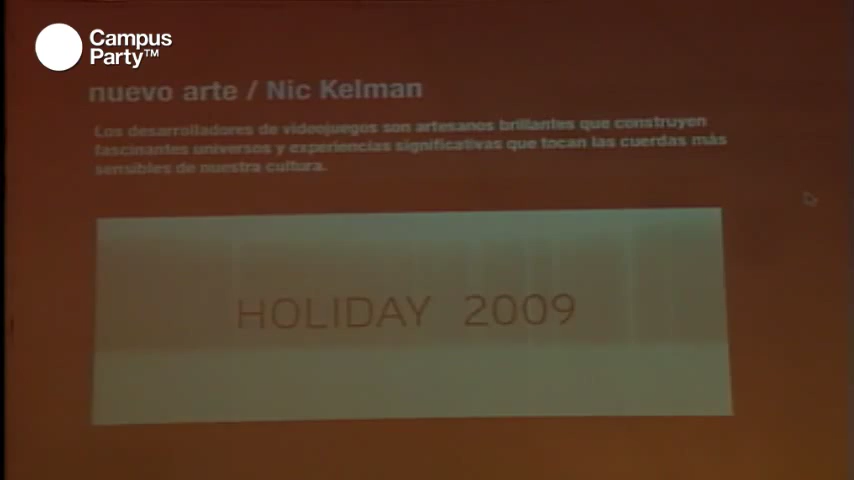 Campus
Party™
nuevo arte / Nic Kelman
Los desarrolladores de videojuegos son artesanos brillantes que construyen
fascinantes universos y experiencias significativas que tocan las cuerdas más
sensibles de nuestra cultura.
HOLIDAY 2009